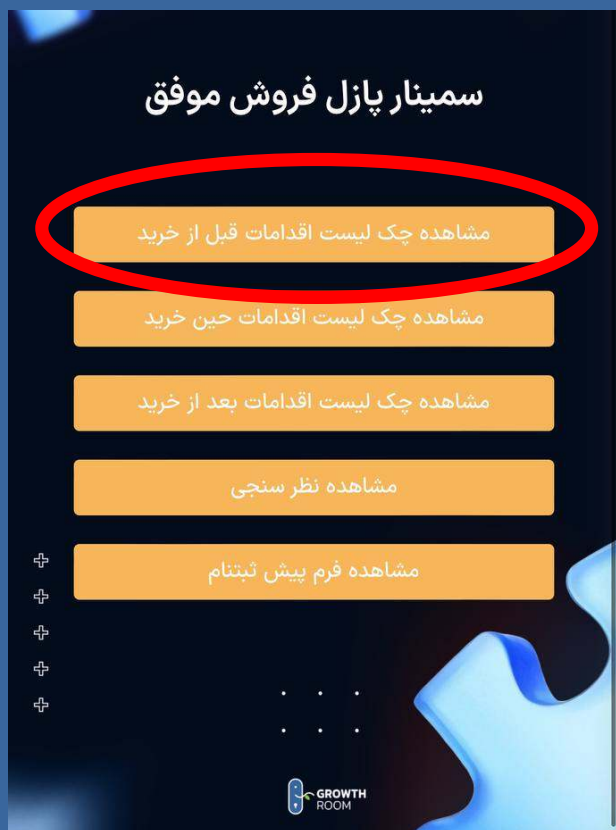 سمینار پازل فروش موفق
مشاهده چک لیست اقدامات قبل از خرید
مشاهده چک لیست اقدامات حین خرید
مشاهده چک لیست اقدامات بعد از خرید
مشاهده نظر سنجی
مشاهده فرم پیش ثبتنام
GROWTH
ROOM